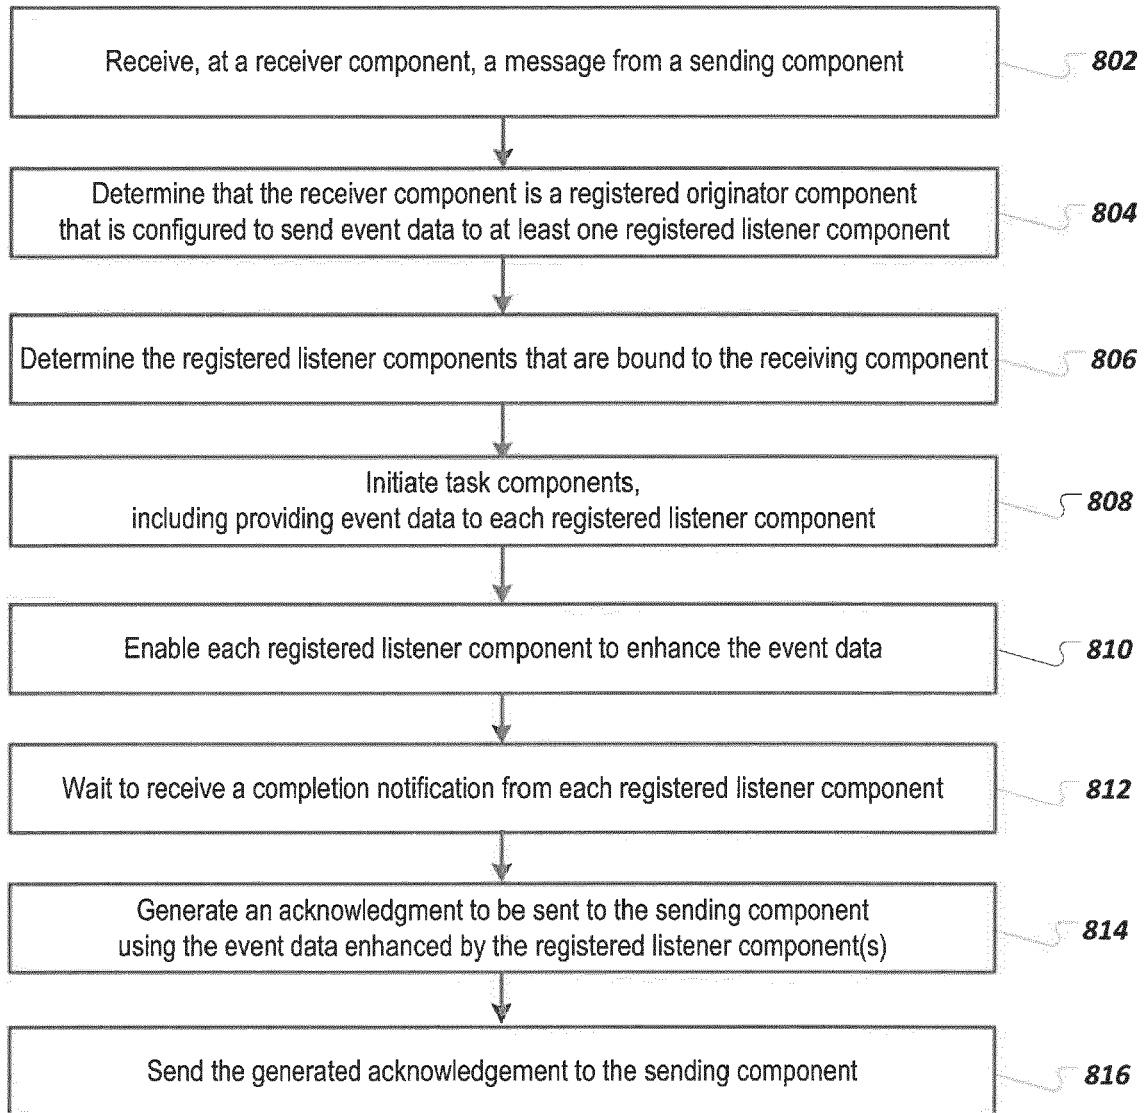 Receive, at a receiver component, a message from a sending component
802
Determine that the receiver component is a registered originator component
that is configured to send event data to at least one registered listener component
804
Determine the registered listener components that are bound to the receiving component
806
Initiate task components,
including providing event data to each registered listener component
808
Enable each registered listener component to enhance the event data
810
Wait to receive a completion notification from each registered listener component
812
Generate an acknowledgment to be sent to the sending component
using the event data enhanced by the registered listener component(s)
814
Send the generated acknowledgement to the sending component
816